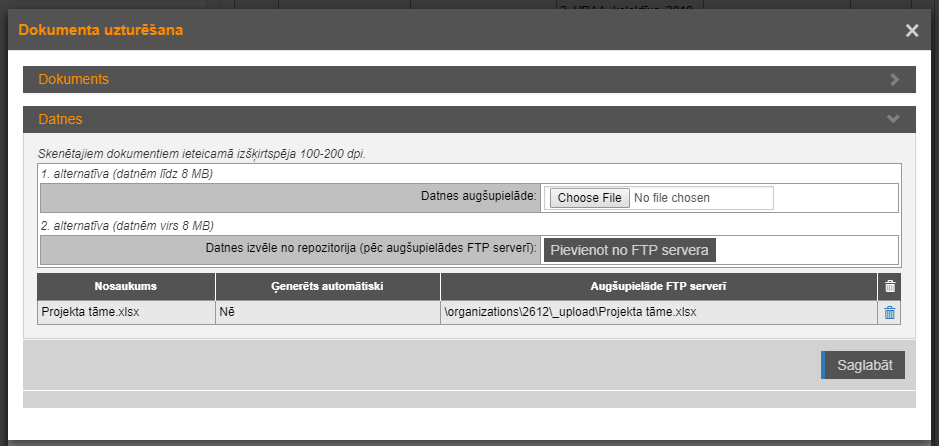 Dokumenta uzturēšana
Dokuments
Datnes
Skenētajiem dokumentiem ieteicamā izšķirtspēja 100-200 dpi.
1. alternatīva (datnēm līdz 8 MB)
Datnes augšupielāde: Choose File No file chosen
2. alternatīva (datnēm virs 8 MB)
Datnes izvēle no repozitorija (pēc augšupielādes FTP serverī): Pievienot no FTP servera
Nosaukums Ģenerēts automātiski Augšupielāde FTP serverī
Projekta tāme.xlsx Nē \organizations\2612\_upload\Projekta tāme.xlsx
Saglabāt